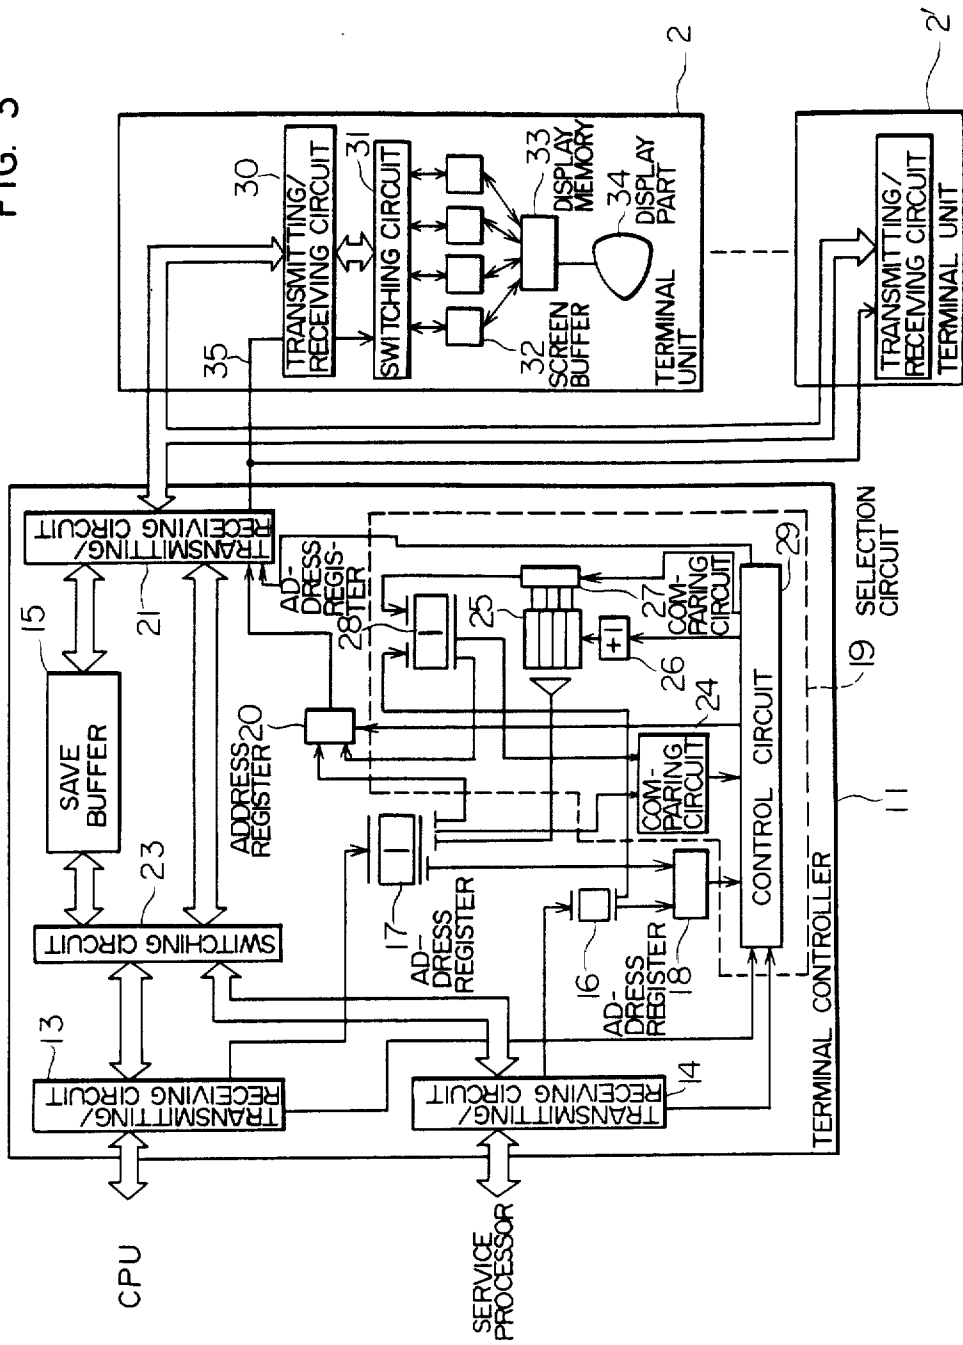 FIG. 3
CPU
SERVICE
PROCESSOR
13
TRANSMITTING/
RECEIVING CIRCUIT
14
TRANSMITTING/
RECEIVING CIRCUIT
23
SWITCHING CIRCUIT
15
SAVE
BUFFER
21
TRANSMITTING/
RECEIVING CIRCUIT
ADDRESS
REGISTER
20
17
AD-
DRESS
REGISTER
16
AD-
DRESS
REGISTER
18
AD-
DRESS
REGIS-
TER
28
25
27
+1
26
COM-
PARING
CIRCUIT
24
COM-
PARING
CIRCUIT
CONTROL CIRCUIT
29
19
SELECTION
CIRCUIT
TERMINAL CONTROLLER
11
35
30
TRANSMITTING/
RECEIVING CIRCUIT
31
SWITCHING CIRCUIT
32
SCREEN
BUFFER
33
DISPLAY
MEMORY
34
DISPLAY
PART
TERMINAL
UNIT
2
TRANSMITTING/
RECEIVING CIRCUIT
TERMINAL UNIT
2'